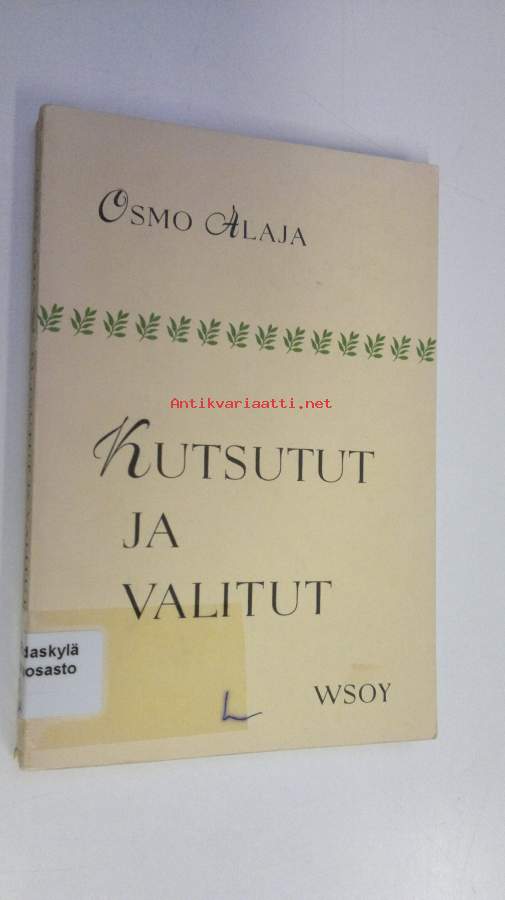 OSMO ALAJA
Antikvariaatti.net
KUTSUTUT
JA
VALITUT
daskylä
osasto
WSOY